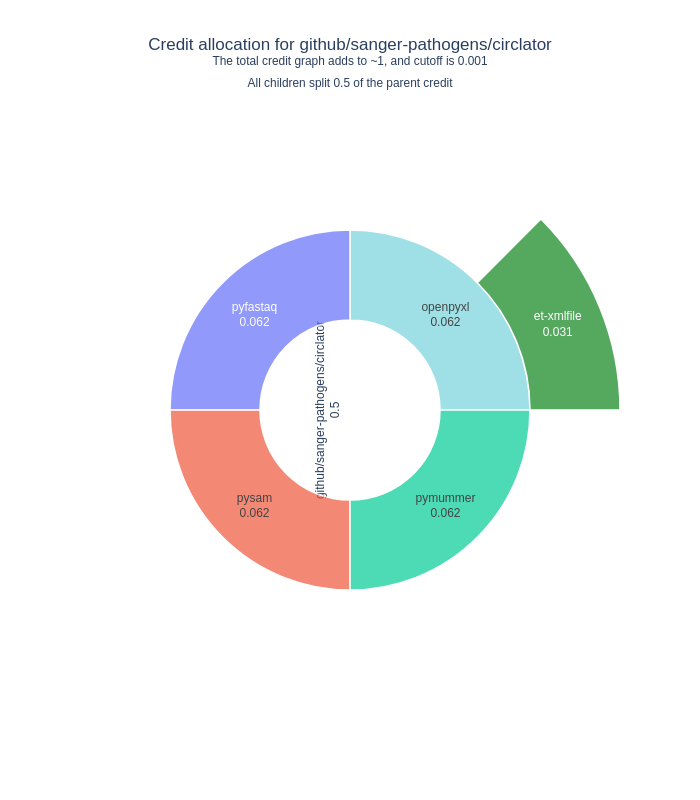 Credit allocation for github/sanger-pathogens/circlator
The total credit graph adds to ~1, and cutoff is 0.001
All children split 0.5 of the parent credit
pyfastaq
0.062
openpyxl
0.062
et-xmlfile
0.031
github/sanger-pathogens/circlator
0.5
pysam
0.062
pymummer
0.062